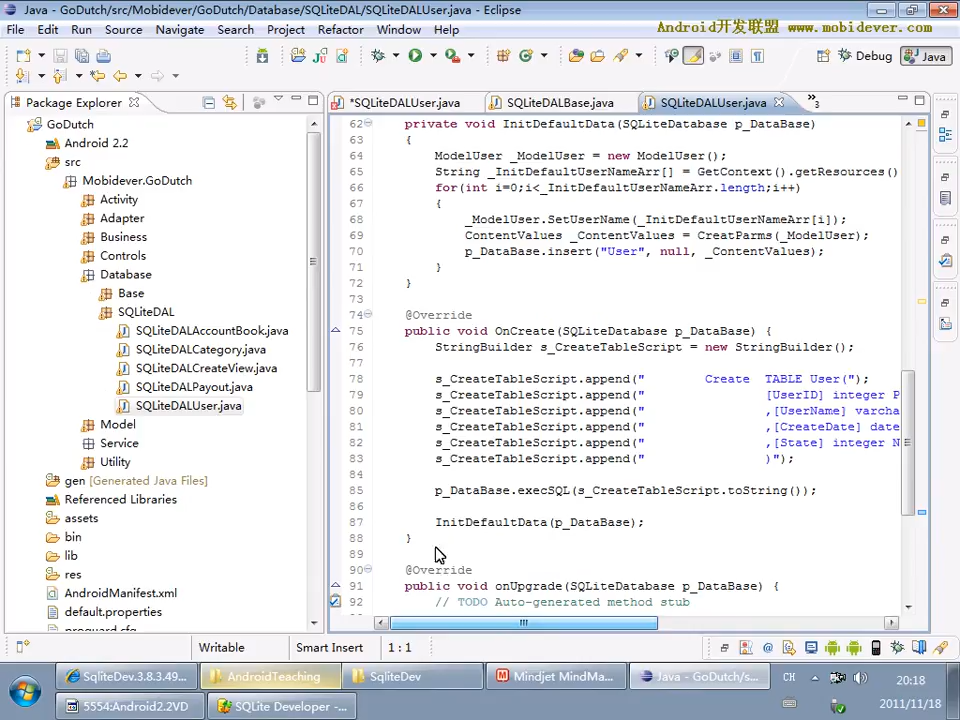 Java - GoDutch/src/Mobidever/GoDutch/Database/SQLiteDAL/SQLiteDALUser.java - Eclipse
File Edit Run Source Navigate Search Project Refactor Window Help
Android开发联盟 www.mobidever.com
Debug Java
Package Explorer
*SQLiteDALUser.java SQLiteDALBase.java SQLiteDALUser.java »3
GoDutch
Android 2.2
src
Mobidever.GoDutch
Activity
Adapter
Business
Controls
Database
Base
SQLiteDAL
SQLiteDALAccountBook.java
SQLiteDALCategory.java
SQLiteDALCreateView.java
SQLiteDALPayout.java
SQLiteDALUser.java
Model
Service
Utility
gen [Generated Java Files]
Referenced Libraries
assets
bin
lib
res
AndroidManifest.xml
default.properties
proguard.cfg
62 private void InitDefaultData(SQLiteDatabase p_DataBase)
63 {
64 ModelUser _ModelUser = new ModelUser();
65 String _InitDefaultUserNameArr[] = GetContext().getResources()
66 for(int i=0;i<_InitDefaultUserNameArr.length;i++)
67 {
68 _ModelUser.SetUserName(_InitDefaultUserNameArr[i]);
69 ContentValues _ContentValues = CreatParms(_ModelUser);
70 p_DataBase.insert("User", null, _ContentValues);
71 }
72 }
73
74 @Override
75 public void OnCreate(SQLiteDatabase p_DataBase) {
76 StringBuilder s_CreateTableScript = new StringBuilder();
77
78 s_CreateTableScript.append(" Create TABLE User(");
79 s_CreateTableScript.append(" [UserID] integer P
80 s_CreateTableScript.append(" ,[UserName] varcha
81 s_CreateTableScript.append(" ,[CreateDate] date
82 s_CreateTableScript.append(" ,[State] integer N
83 s_CreateTableScript.append(" )");
84
85 p_DataBase.execSQL(s_CreateTableScript.toString());
86
87 InitDefaultData(p_DataBase);
88 }
89
90 @Override
91 public void onUpgrade(SQLiteDatabase p_DataBase) {
92 // TODO Auto-generated method stub
Writable Smart Insert 1 : 1
SqliteDev.3.8.3.49... AndroidTeaching SqliteDev Mindjet MindMa... Java - GoDutch/s... CH 20:18
5554:Android2.2VD SQLite Developer - ... 2011/11/18